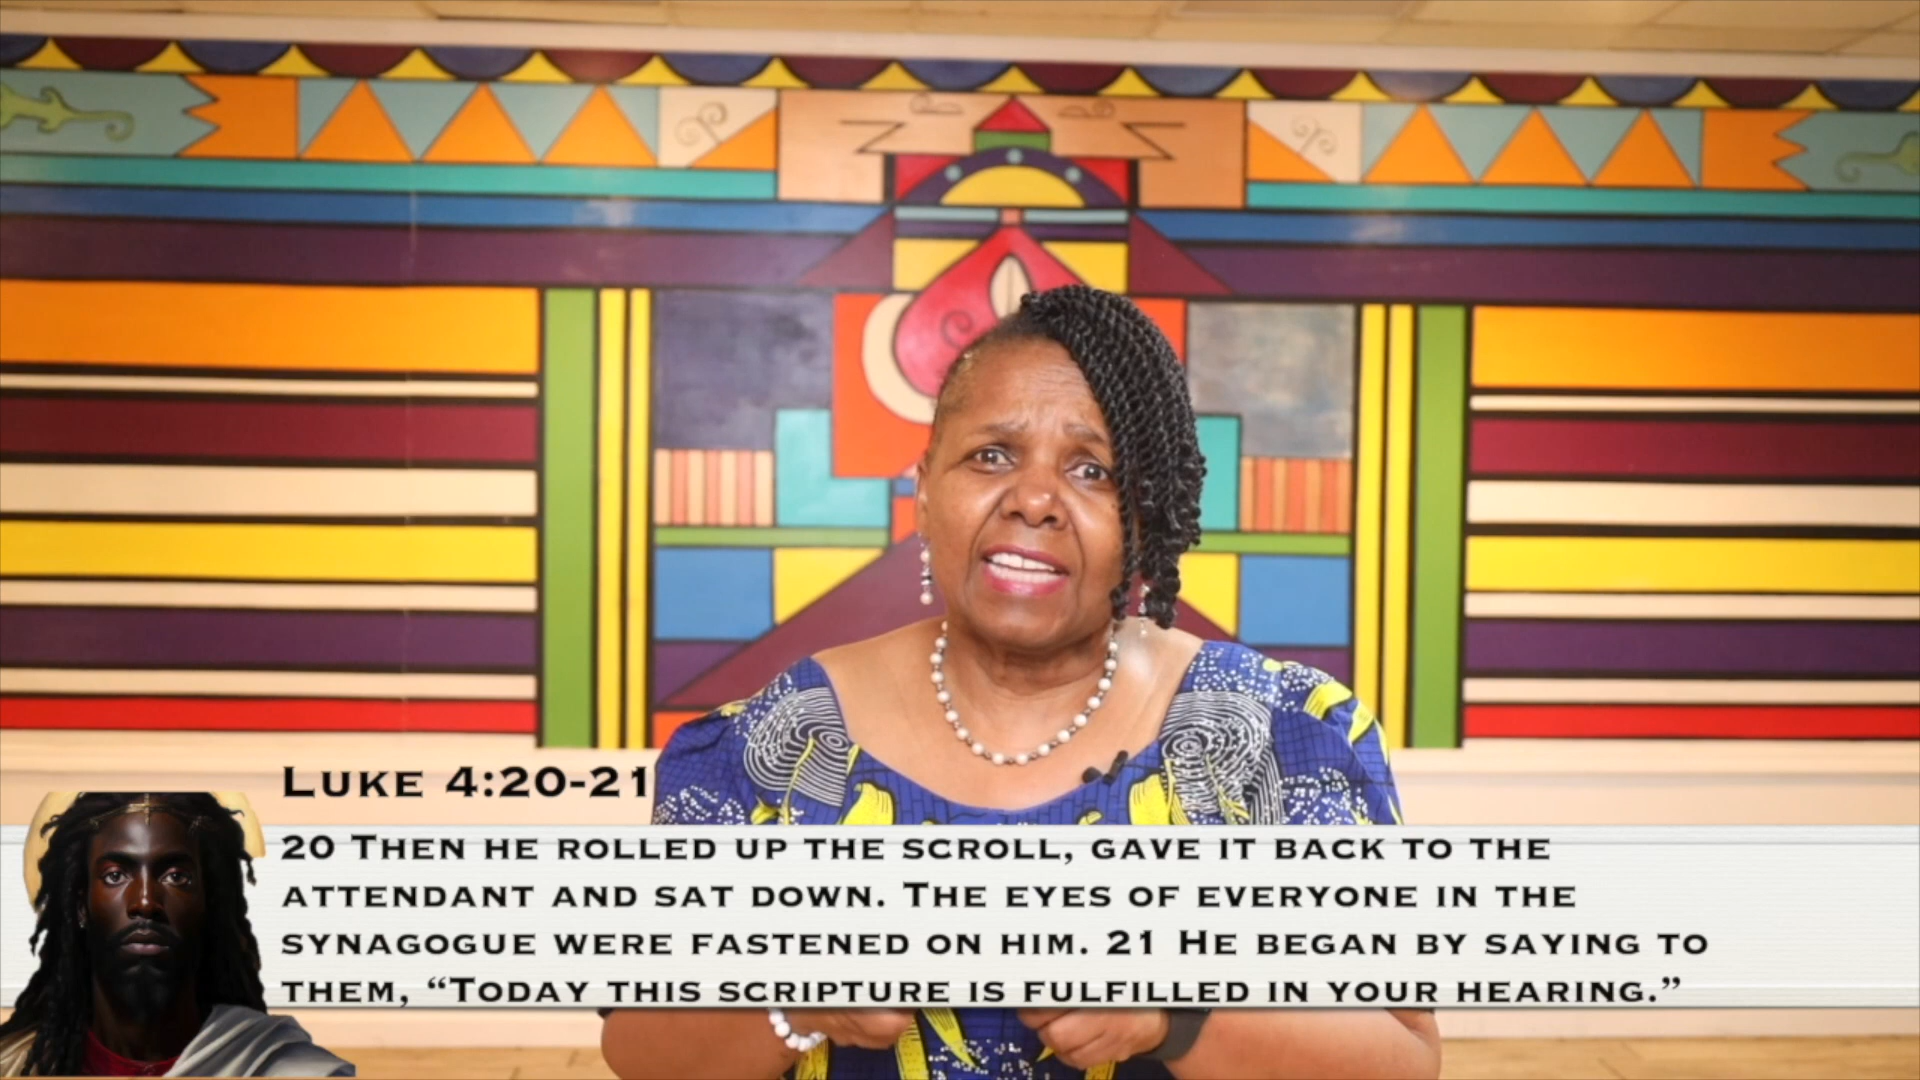 Luke 4:20-21
20 Then he rolled up the scroll, gave it back to the
attendant and sat down. The eyes of everyone in the
synagogue were fastened on him. 21 He began by saying to
them, “Today this scripture is fulfilled in your hearing.”